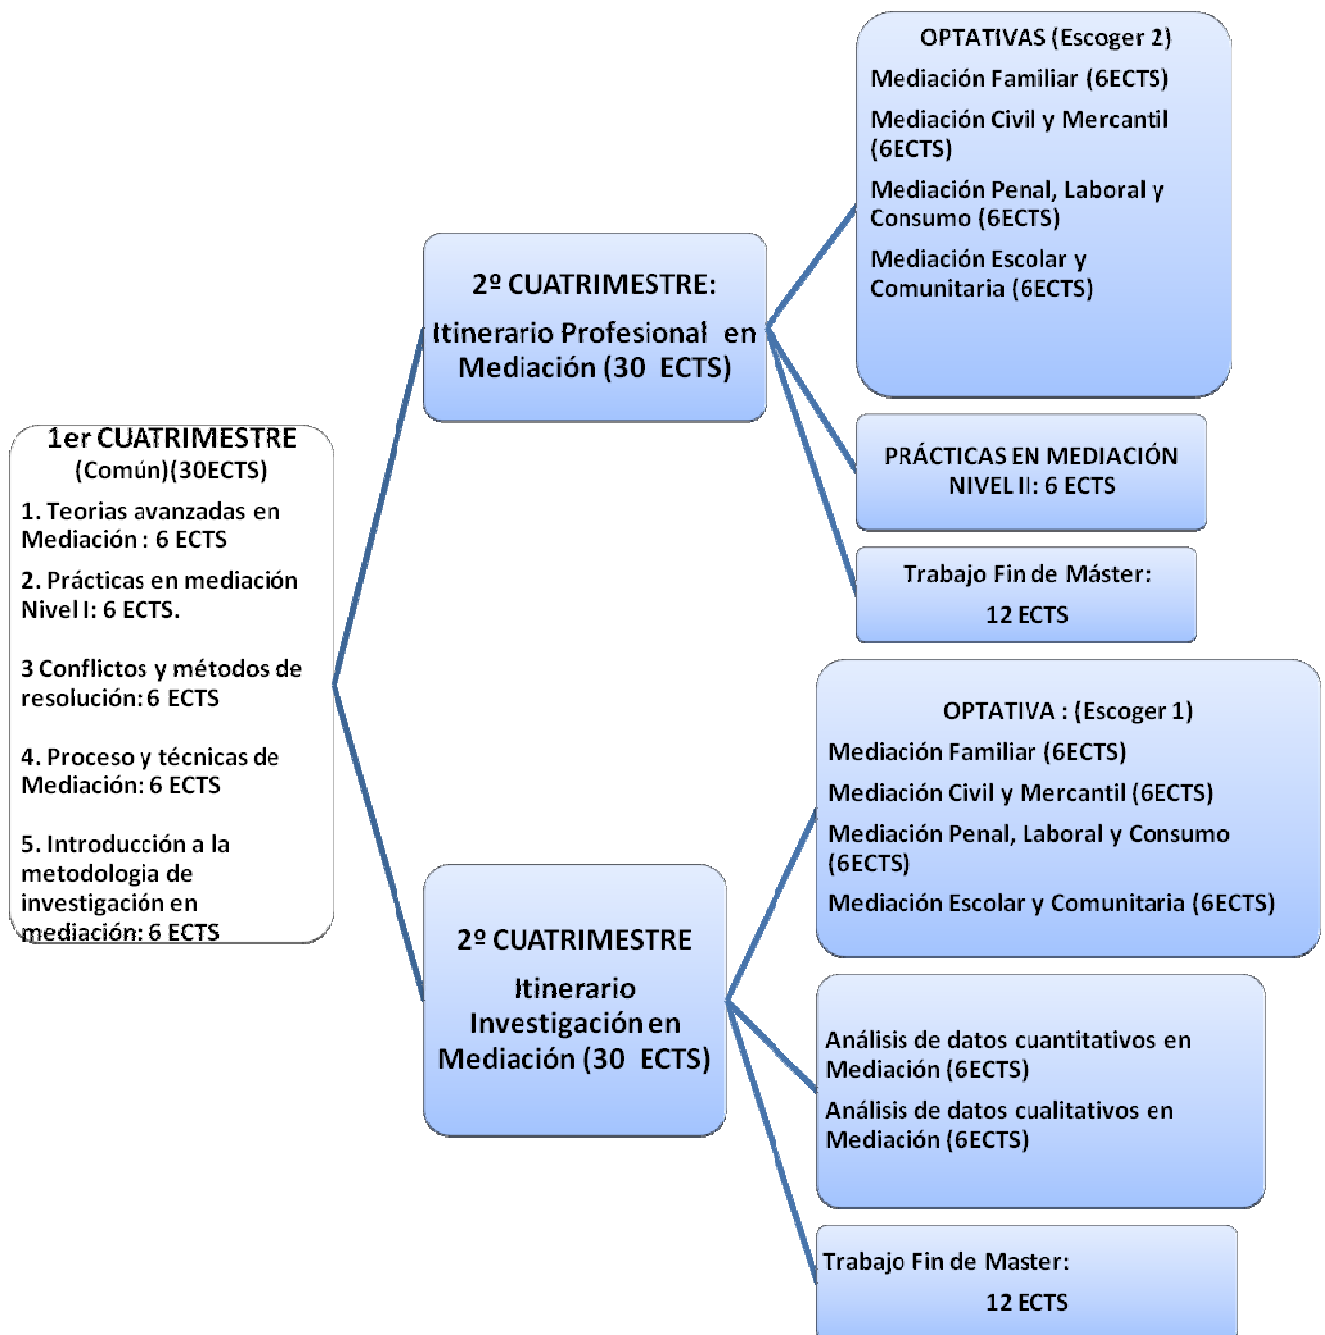 1er CUATRIMESTRE
(Común)(30ECTS)
1. Teorias avanzadas en
Mediación : 6 ECTS
2. Prácticas en mediación
Nivel I: 6 ECTS.
3 Conflictos y métodos de
resolución: 6 ECTS
4. Proceso y técnicas de
Mediación: 6 ECTS
5. Introducción a la
metodologia de
investigación en
mediación: 6 ECTS
2º CUATRIMESTRE:
Itinerario Profesional en
Mediación (30 ECTS)
OPTATIVAS (Escoger 2)
Mediación Familiar (6ECTS)
Mediación Civil y Mercantil
(6ECTS)
Mediación Penal, Laboral y
Consumo (6ECTS)
Mediación Escolar y
Comunitaria (6ECTS)
PRÁCTICAS EN MEDIACIÓN
NIVEL II: 6 ECTS
Trabajo Fin de Máster:
12 ECTS
2º CUATRIMESTRE
Itinerario
Investigación en
Mediación (30 ECTS)
OPTATIVA : (Escoger 1)
Mediación Familiar (6ECTS)
Mediación Civil y Mercantil (6ECTS)
Mediación Penal, Laboral y Consumo
(6ECTS)
Mediación Escolar y Comunitaria (6ECTS)
Análisis de datos cuantitativos en
Mediación (6ECTS)
Análisis de datos cualitativos en
Mediación (6ECTS)
Trabajo Fin de Master:
12 ECTS